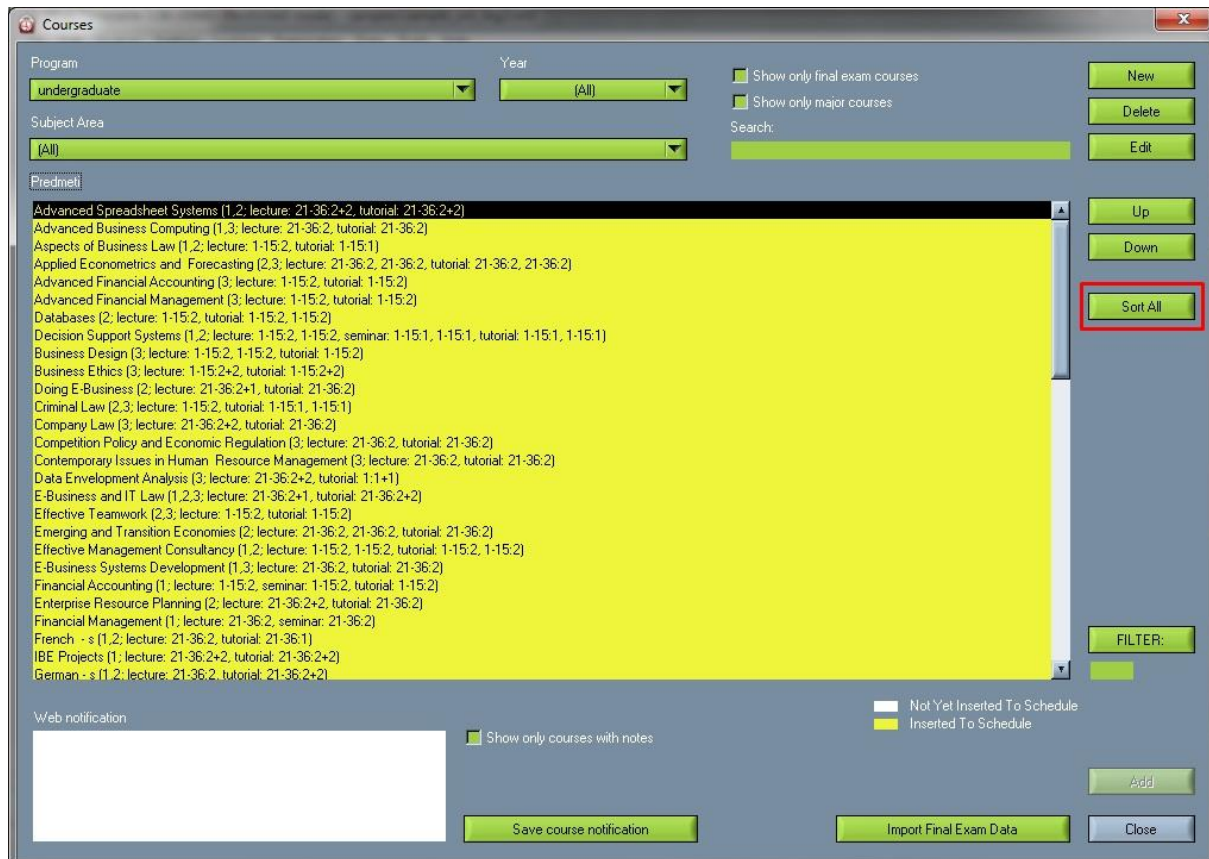 Courses
Program
Year
undergraduate
(All)
Show only final exam courses
Show only major courses
New
Delete
Edit
Subject Area
Search:
(All)
Predmeti
Advanced Spreadsheet Systems (1,2; lecture: 21-36:2+2, tutorial: 21-36:2+2)
Advanced Business Computing (1,3; lecture: 21-36:2, tutorial: 21-36:2)
Aspects of Business Law (1,2; lecture: 1-15:2, tutorial: 1-15:1)
Applied Econometrics and Forecasting (2,3; lecture: 21-36:2, 21-36:2, tutorial: 21-36:2, 21-36:2)
Advanced Financial Accounting (3; lecture: 1-15:2, tutorial: 1-15:2)
Advanced Financial Management (3; lecture: 1-15:2, tutorial: 1-15:2)
Databases (2; lecture: 1-15:2, tutorial: 1-15:2, 1-15:2)
Decision Support Systems (1,2; lecture: 1-15:2, 1-15:2, seminar: 1-15:1, 1-15:1, tutorial: 1-15:1, 1-15:1)
Business Design (3; lecture: 1-15:2, 1-15:2, tutorial: 1-15:2)
Business Ethics (3; lecture: 1-15:2+2, tutorial: 1-15:2+2)
Doing E-Business (2; lecture: 21-36:2+1, tutorial: 21-36:2)
Criminal Law (2,3; lecture: 1-15:2, tutorial: 1-15:1, 1-15:1)
Company Law (3; lecture: 21-36:2+2, tutorial: 21-36:2)
Competition Policy and Economic Regulation (3; lecture: 21-36:2, tutorial: 21-36:2)
Contemporary Issues in Human Resource Management (3; lecture: 21-36:2, tutorial: 21-36:2)
Data Envelopment Analysis (3; lecture: 21-36:2+2, tutorial: 1:1+1)
E-Business and IT Law (1,2,3; lecture: 21-36:2+1, tutorial: 21-36:2+2)
Effective Teamwork (2,3; lecture: 1-15:2, tutorial: 1-15:2)
Emerging and Transition Economies (2; lecture: 21-36:2, 21-36:2, tutorial: 21-36:2)
Effective Management Consultancy (1,2; lecture: 1-15:2, 1-15:2, tutorial: 1-15:2, 1-15:2)
E-Business Systems Development (1,3; lecture: 21-36:2, tutorial: 21-36:2)
Financial Accounting (1; lecture: 1-15:2, seminar: 1-15:2, tutorial: 1-15:2)
Enterprise Resource Planning (2; lecture: 21-36:2+2, tutorial: 21-36:2)
Financial Management (1; lecture: 21-36:2, seminar: 21-36:2)
French - s (1,2; lecture: 21-36:2, tutorial: 21-36:1)
IBE Projects (1; lecture: 21-36:2+2, tutorial: 21-36:2+2)
German - s (1,2; lecture: 21-36:2, tutorial: 21-36:2+2)
Up
Down
Sort All
FILTER:
Web notification
Show only courses with notes
Not Yet Inserted To Schedule
Inserted To Schedule
Add
Save course notification
Import Final Exam Data
Close